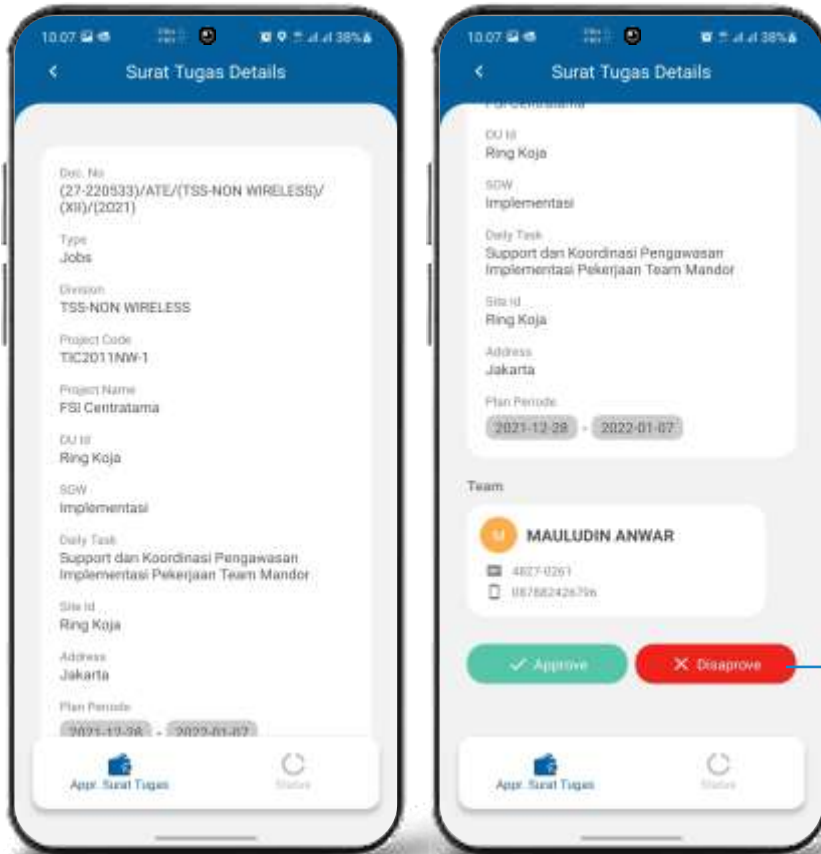 10.07
38%
Surat Tugas Details
Doc. No
(27-220533)/ATE/(TSS-NON WIRELESS)/
(XII)/(2021)
Type
Jobs
Division
TSS-NON WIRELESS
Project Code
TIC2011NW-1
Project Name
FSI Centratama
DU Id
Ring Koja
SOW
Implementasi
Daily Task
Support dan Koordinasi Pengawasan
Implementasi Pekerjaan Team Mandor
Site Id
Ring Koja
Address
Jakarta
Plan Periode
2021-12-28 - 2022-01-07
Appr. Surat Tugas
Status
10.07
38%
Surat Tugas Details
FSI Centratama
DU Id
Ring Koja
SOW
Implementasi
Daily Task
Support dan Koordinasi Pengawasan
Implementasi Pekerjaan Team Mandor
Site Id
Ring Koja
Address
Jakarta
Plan Periode
2021-12-28 - 2022-01-07
Team
M
MAULUDIN ANWAR
4827-0261
087882426796
Approve
Disaprove
Appr. Surat Tugas
Status